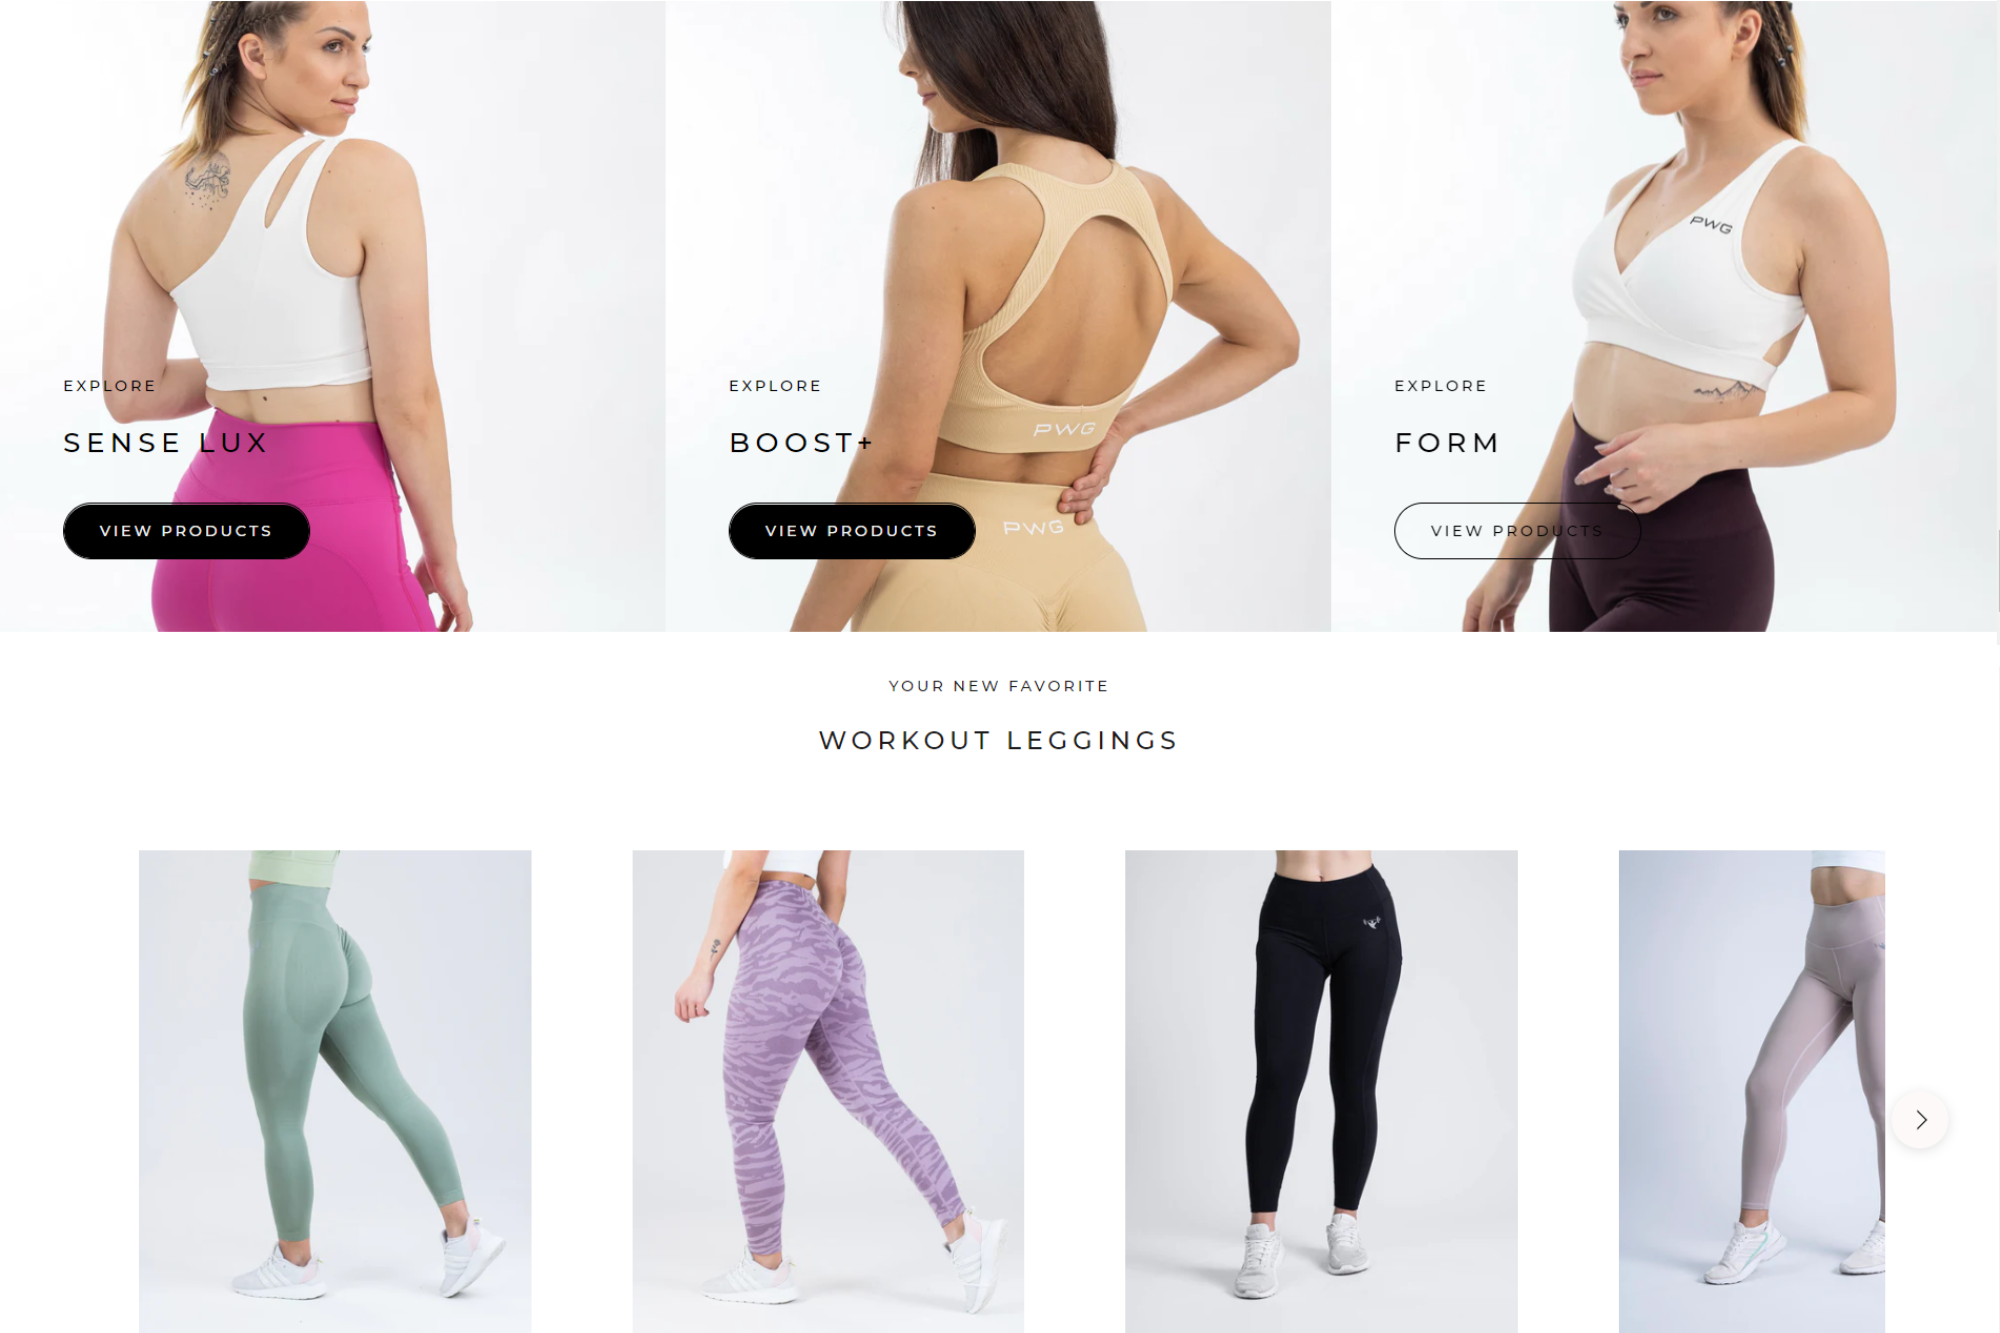 EXPLORE
SENSE LUX
VIEW PRODUCTS
EXPLORE
BOOST+
VIEW PRODUCTS
PWG
PWG
EXPLORE
FORM
VIEW PRODUCTS
PWG
YOUR NEW FAVORITE
WORKOUT LEGGINGS